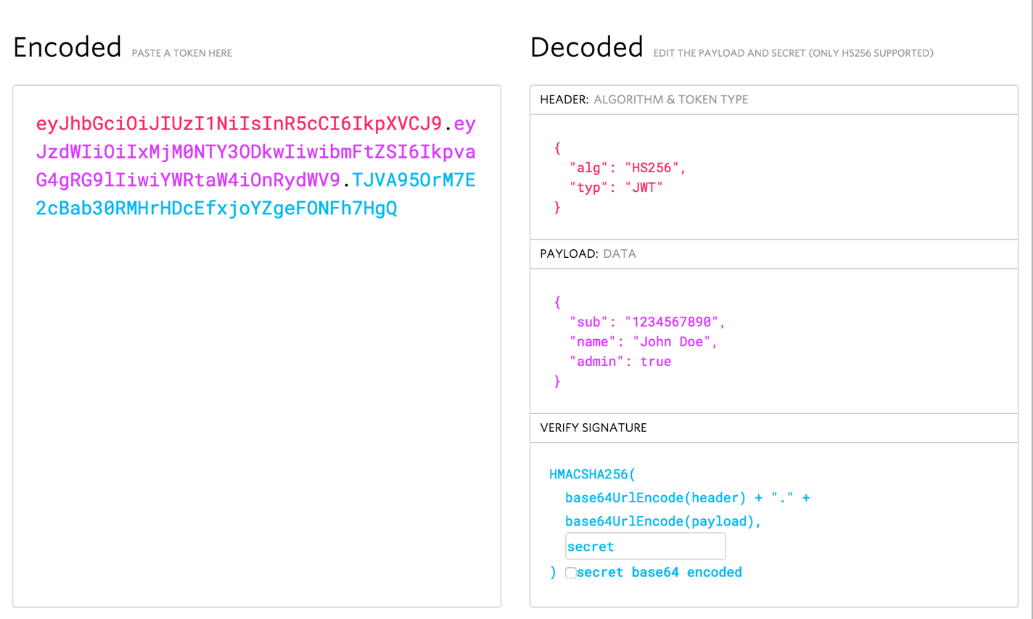 Encoded PASTE A TOKEN HERE
eyJhbGciOiJIUzI1NiIsInR5cCI6IkpXVCJ9.ey
JzdWIiOiIxMjM0NTY3ODkwIiwibmFtZSI6Ikpva
G4gRG9lIiwiYWRtaW4iOnRydWV9.TJVA95OrM7E
2cBab30RMHrHDcEfxjoYZgeFONFh7HgQ
Decoded EDIT THE PAYLOAD AND SECRET (ONLY HS256 SUPPORTED)
HEADER: ALGORITHM & TOKEN TYPE
{
"alg": "HS256",
"typ": "JWT"
}
PAYLOAD: DATA
{
"sub": "1234567890",
"name": "John Doe",
"admin": true
}
VERIFY SIGNATURE
HMACSHA256(
base64UrlEncode(header) + "." +
base64UrlEncode(payload),
secret
) secret base64 encoded